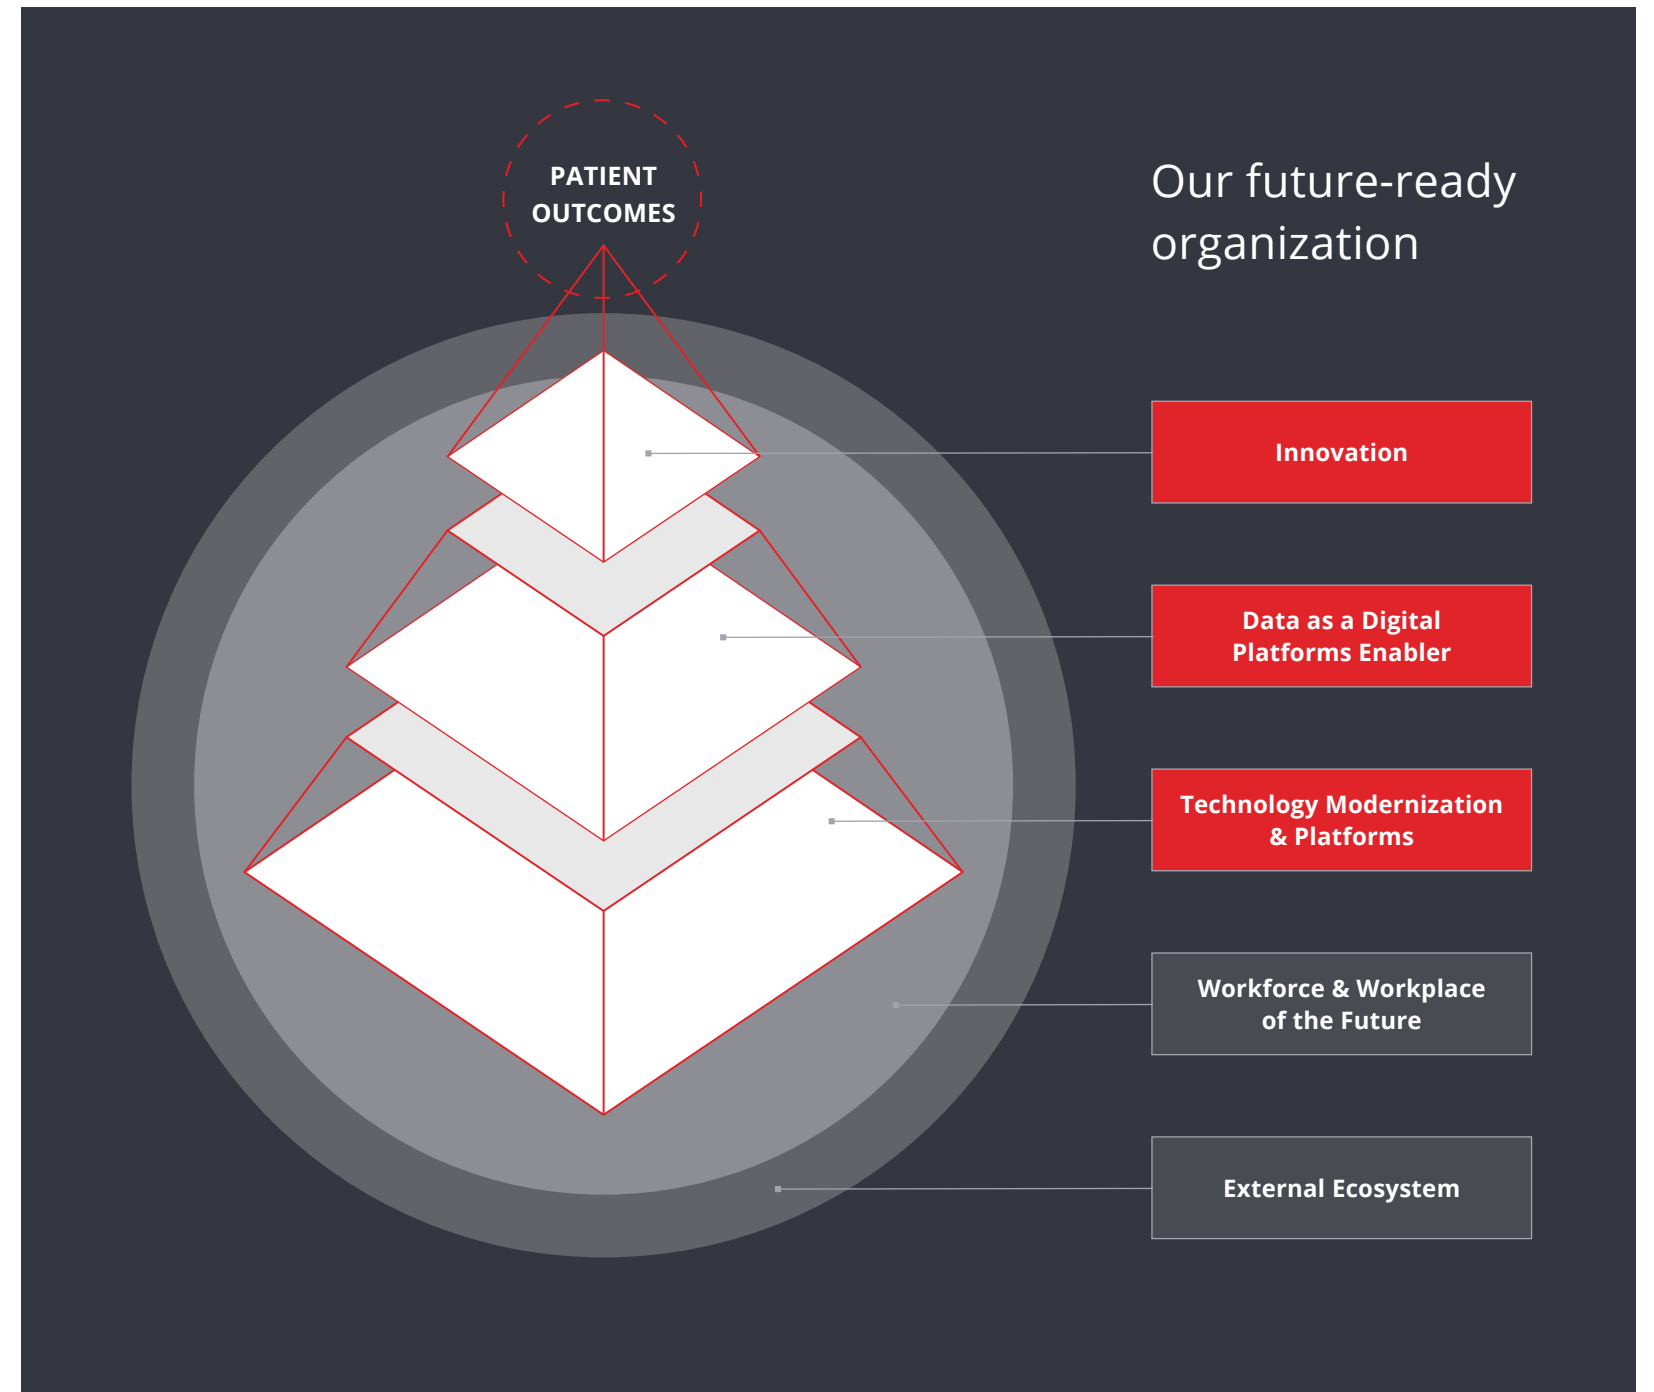 PATIENT
OUTCOMES
Our future-ready
organization
Innovation
Data as a Digital
Platforms Enabler
Technology Modernization
& Platforms
Workforce & Workplace
of the Future
External Ecosystem